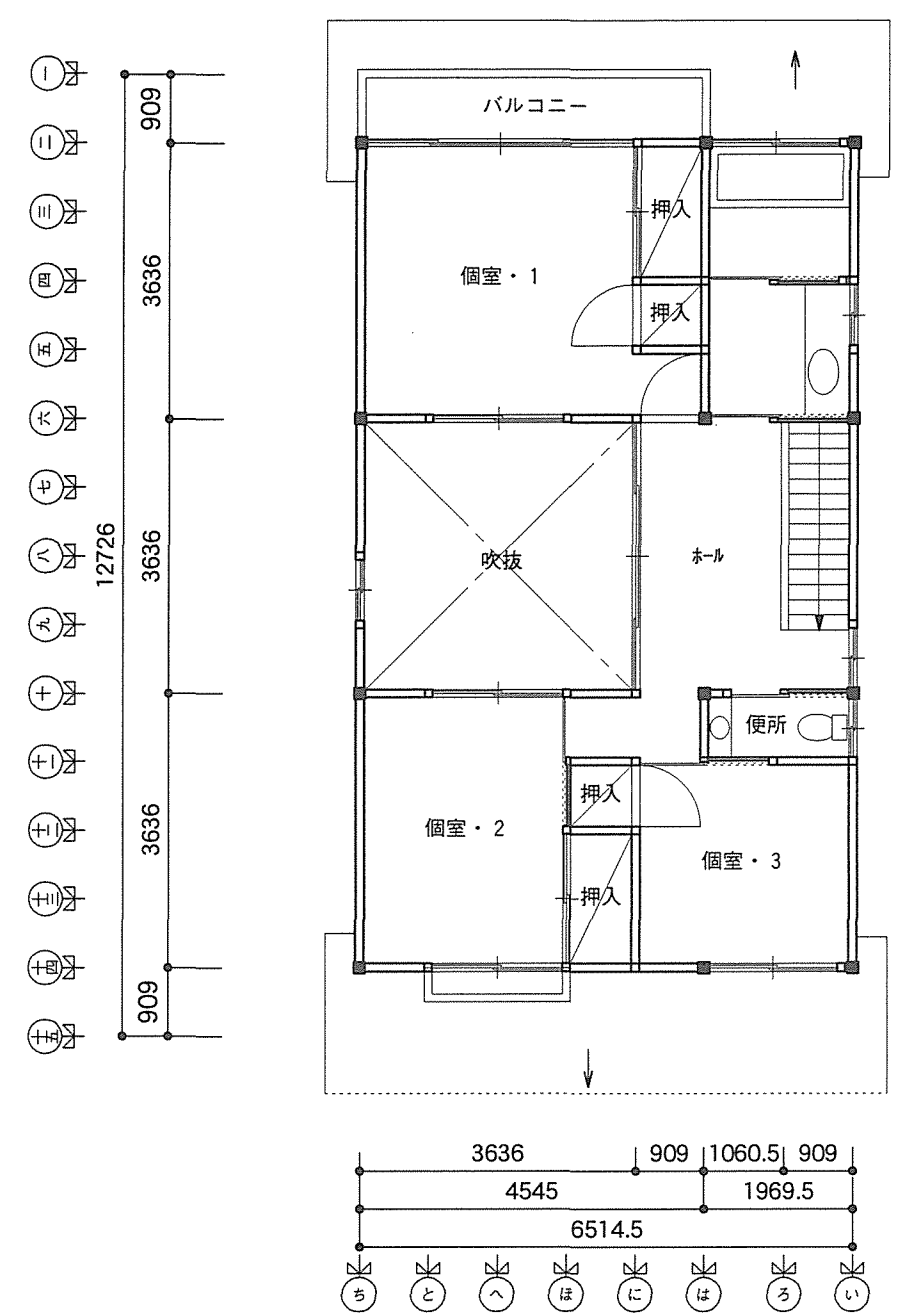 一
二
三
四
五
六
七
八
九
十
十一
十二
十三
十四
十五
909
3636
3636
3636
909
12726
バルコニー
押入
個室・1
押入
吹抜
ホール
便所
押入
個室・2
個室・3
押入
3636 909 1060.5 909
4545 1969.5
6514.5
ち と へ ほ に は ろ い